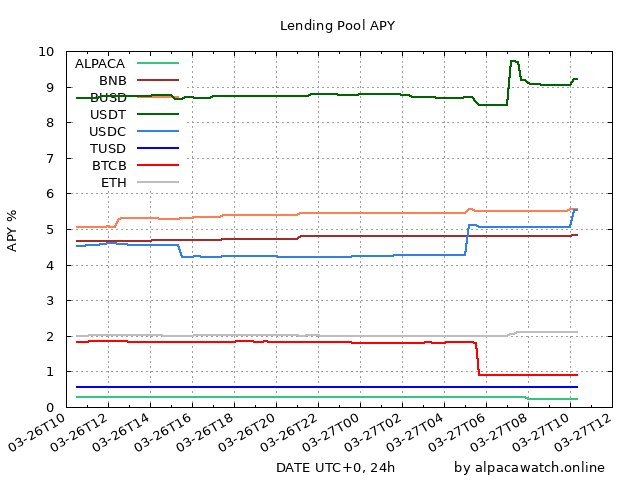 Lending Pool APY
10
9
8
7
6
5
4
3
2
1
0
APY %
ALPACA
BNB
BUSD
USDT
USDC
TUSD
BTCB
ETH
03-26T10
03-26T12
03-26T14
03-26T16
03-26T18
03-26T20
03-26T22
03-27T00
03-27T02
03-27T04
03-27T06
03-27T08
03-27T10
03-27T12
DATE UTC+0, 24h
by alpacawatch.online